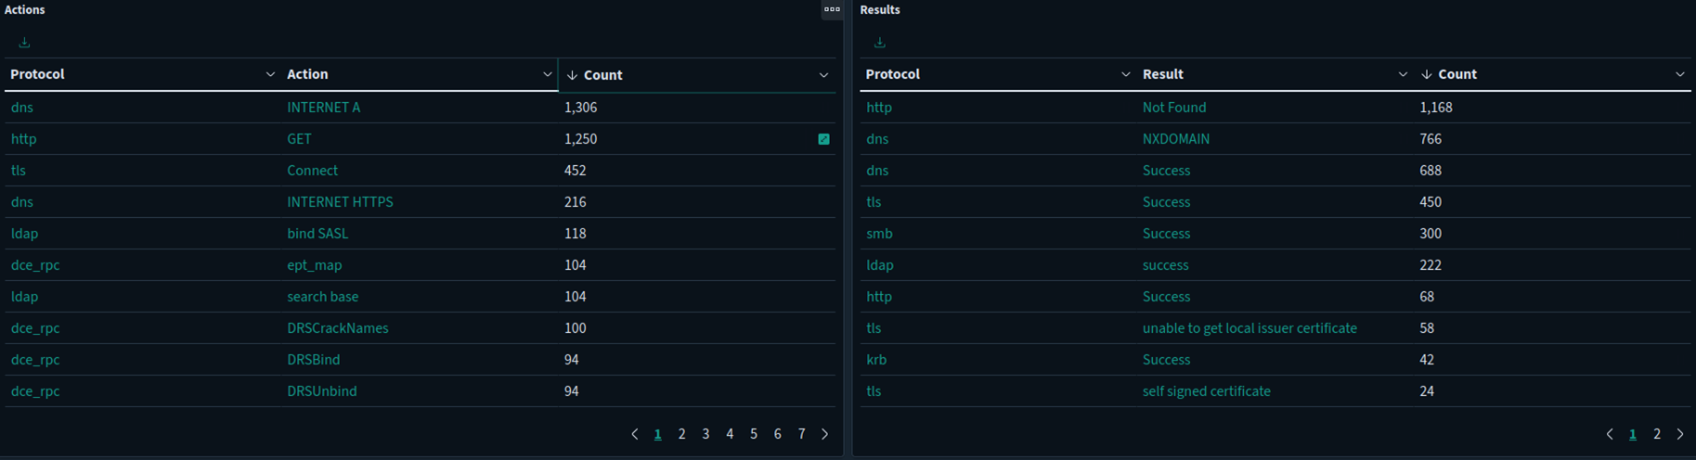 Actions
Protocol Action Count
dns INTERNET A 1,306
http GET 1,250
tls Connect 452
dns INTERNET HTTPS 216
ldap bind SASL 118
dce_rpc ept_map 104
ldap search base 104
dce_rpc DRSCrackNames 100
dce_rpc DRSBind 94
dce_rpc DRSUnbind 94
1 2 3 4 5 6 7
Results
Protocol Result Count
http Not Found 1,168
dns NXDOMAIN 766
dns Success 688
tls Success 450
smb Success 300
ldap success 222
http Success 68
tls unable to get local issuer certificate 58
krb Success 42
tls self signed certificate 24
1 2